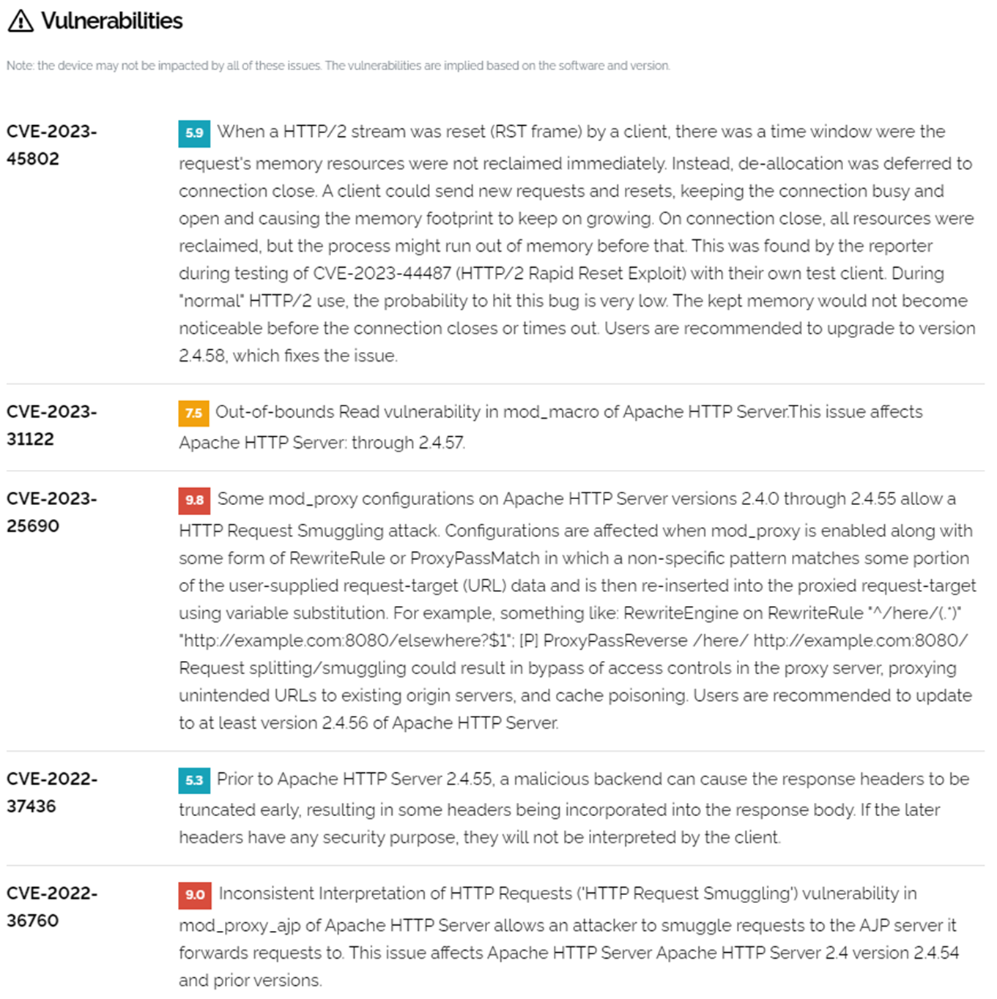 Vulnerabilities
Note: the device may not be impacted by all of these issues. The vulnerabilities are implied based on the software and version.
CVE-2023-
45802
5.9 When a HTTP/2 stream was reset (RST frame) by a client, there was a time window were the
request's memory resources were not reclaimed immediately. Instead, de-allocation was deferred to
connection close. A client could send new requests and resets, keeping the connection busy and
open and causing the memory footprint to keep on growing. On connection close, all resources were
reclaimed, but the process might run out of memory before that. This was found by the reporter
during testing of CVE-2023-44487 (HTTP/2 Rapid Reset Exploit) with their own test client. During
"normal" HTTP/2 use, the probability to hit this bug is very low. The kept memory would not become
noticeable before the connection closes or times out. Users are recommended to upgrade to version
2.4.58, which fixes the issue.
CVE-2023-
31122
7.5 Out-of-bounds Read vulnerability in mod_macro of Apache HTTP Server.This issue affects
Apache HTTP Server: through 2.4.57.
CVE-2023-
25690
9.8 Some mod_proxy configurations on Apache HTTP Server versions 2.4.0 through 2.4.55 allow a
HTTP Request Smuggling attack. Configurations are affected when mod_proxy is enabled along with
some form of RewriteRule or ProxyPassMatch in which a non-specific pattern matches some portion
of the user-supplied request-target (URL) data and is then re-inserted into the proxied request-target
using variable substitution. For example, something like: RewriteEngine on RewriteRule "^/here/(.*)"
"http://example.com:8080/elsewhere?$1"; [P] ProxyPassReverse /here/ http://example.com:8080/
Request splitting/smuggling could result in bypass of access controls in the proxy server, proxying
unintended URLs to existing origin servers, and cache poisoning. Users are recommended to update
to at least version 2.4.56 of Apache HTTP Server.
CVE-2022-
37436
5.3 Prior to Apache HTTP Server 2.4.55, a malicious backend can cause the response headers to be
truncated early, resulting in some headers being incorporated into the response body. If the later
headers have any security purpose, they will not be interpreted by the client.
CVE-2022-
36760
9.0 Inconsistent Interpretation of HTTP Requests ('HTTP Request Smuggling') vulnerability in
mod_proxy_ajp of Apache HTTP Server allows an attacker to smuggle requests to the AJP server it
forwards requests to. This issue affects Apache HTTP Server Apache HTTP Server 2.4 version 2.4.54
and prior versions.